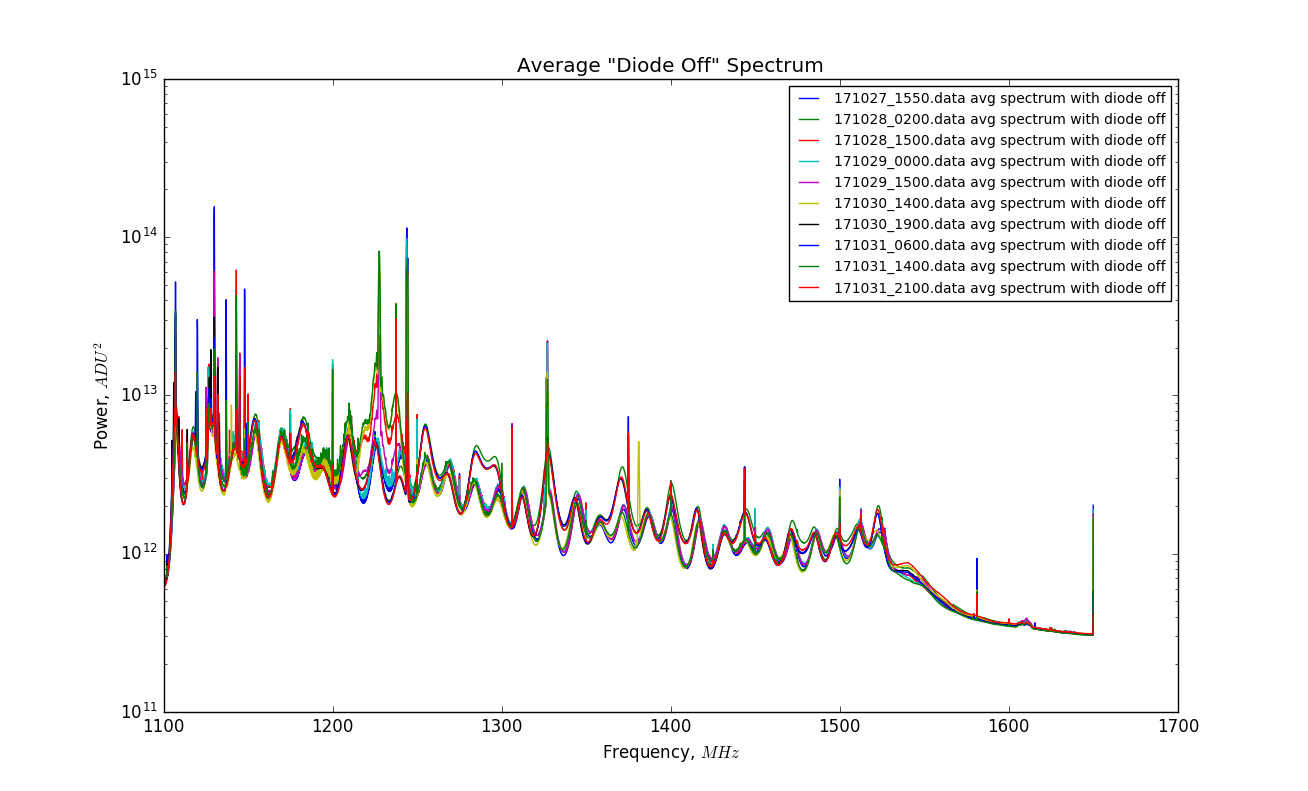 Average "Diode Off" Spectrum
10^15
10^14
10^13
10^12
10^11
Power, ADU^2
171027_1550.data avg spectrum with diode off
171028_0200.data avg spectrum with diode off
171028_1500.data avg spectrum with diode off
171029_0000.data avg spectrum with diode off
171029_1500.data avg spectrum with diode off
171030_1400.data avg spectrum with diode off
171030_1900.data avg spectrum with diode off
171031_0600.data avg spectrum with diode off
171031_1400.data avg spectrum with diode off
171031_2100.data avg spectrum with diode off
1100 1200 1300 1400 1500 1600 1700
Frequency, MHz